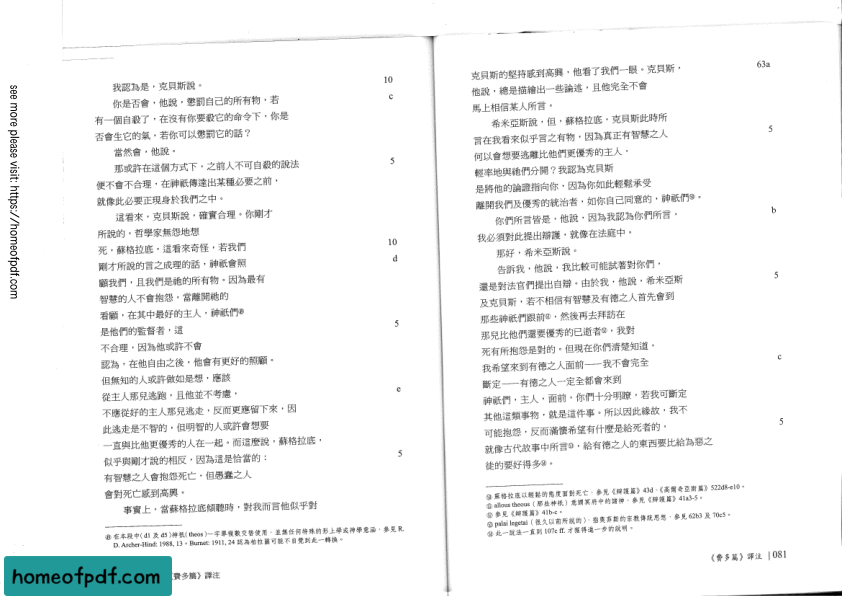 see more please visit: https://homeofpdf.com
我認為是，克貝斯說。 10
你是否會，他說，懲罰自己的所有物，若 c
有一個自殺了，在沒有你要殺它的命令下，你是
否會生它的氣，若你可以懲罰它的話？
當然會，他說。
那或許在這個方式下，之前人不可自殺的說法 5
便不會不合理，在神祇傳達出某種必要之前，
就像此必要正現身於我們之中。
這看來，克貝斯說，確實合理。你剛才
所說的，哲學家無怨地想
死，蘇格拉底，這看來奇怪，若我們 10
剛才所說的言之成理的話，神祇會照 d
顧我們，且我們是祂的所有物。因為最有
智慧的人不會抱怨，當離開祂的
看顧，在其中最好的主人，神祇們
是他們的監督者，這 5
不合理，因為他或許不會
認為，在他自由之後，他會有更好的照顧。
但無知的人或許做如是想，應該
從主人那兒逃跑，且他並不考慮， e
不應從好的主人那兒逃走，反而更應留下來，因
此逃走是不智的，但明智的人或許會想要
一直與比他更優秀的人在一起。而這麼說，蘇格拉底，
似乎與剛才說的相反，因為這是恰當的： 5
有智慧之人會抱怨死亡，但愚蠢之人
會對死亡感到高興。
事實上，當蘇格拉底傾聽時，對我而言他似乎對
在本段中（d1 及 d5）神祇（theos）一字單複數交替使用，並無任何特殊的形上學或神學意涵，參見 R.
D. Archer-Hind: 1988, 13。Burnet: 1911, 24 認為柏拉圖可能不自覺到此一轉換。
《費多篇》譯注
homeofpdf.com
克貝斯的堅持感到高興，他看了我們一眼。克貝斯， 63a
他說，總是描繪出一些論述，且他完全不會
馬上相信某人所言。
希米亞斯說，但，蘇格拉底，克貝斯此時所
言在我看來似乎言之有物，因為真正有智慧之人 5
何以會想要逃離比他們更優秀的主人，
輕率地與祂們分開？我認為克貝斯
是將他的論證指向你，因為你如此輕鬆承受
離開我們及優秀的統治者，如你自己同意的，神祇們。
你們所言皆是，他說，因為我認為你們所言， b
我必須對此提出辯護，就像在法庭中。
那好，希米亞斯說。
告訴我，他說，我比較可能試著對你們，
還是對法官們提出自辯。由於我，他說，希米亞斯 5
及克貝斯，若不相信有智慧及有德之人首先會到
那些神祇們跟前，然後再去拜訪在
那兒比他們還要優秀的已逝者，我對
死有所抱怨是對的。但現在你們清楚知道，
我希望來到有德之人面前──我不會完全 c
斷定──有德之人一定全都會來到
神祇們，主人，面前，你們十分明瞭，若我可斷定
其他這類事物，就是這件事。所以因此緣故，我不
可能抱怨，反而滿懷希望有什麼是給死者的， 5
就像古代故事中所言，給有德之人的東西要比給為惡之
徒的要好得多。
蘇格拉底以輕鬆的態度面對死亡，參見《辯護篇》43d，《高爾奇亞斯篇》522d8-e10。
allous theous（那些神祇）意謂冥府中的諸神，參見《辯護篇》41a3-5。
參見《辯護篇》41b-c。
palai legetai（很久以前所說的），指奧菲斯的宗教傳統思想，參見 62b3 及 70c5。
此一說法一直到 107c ff. 才獲得進一步的說明。
《費多篇》譯注 | 081